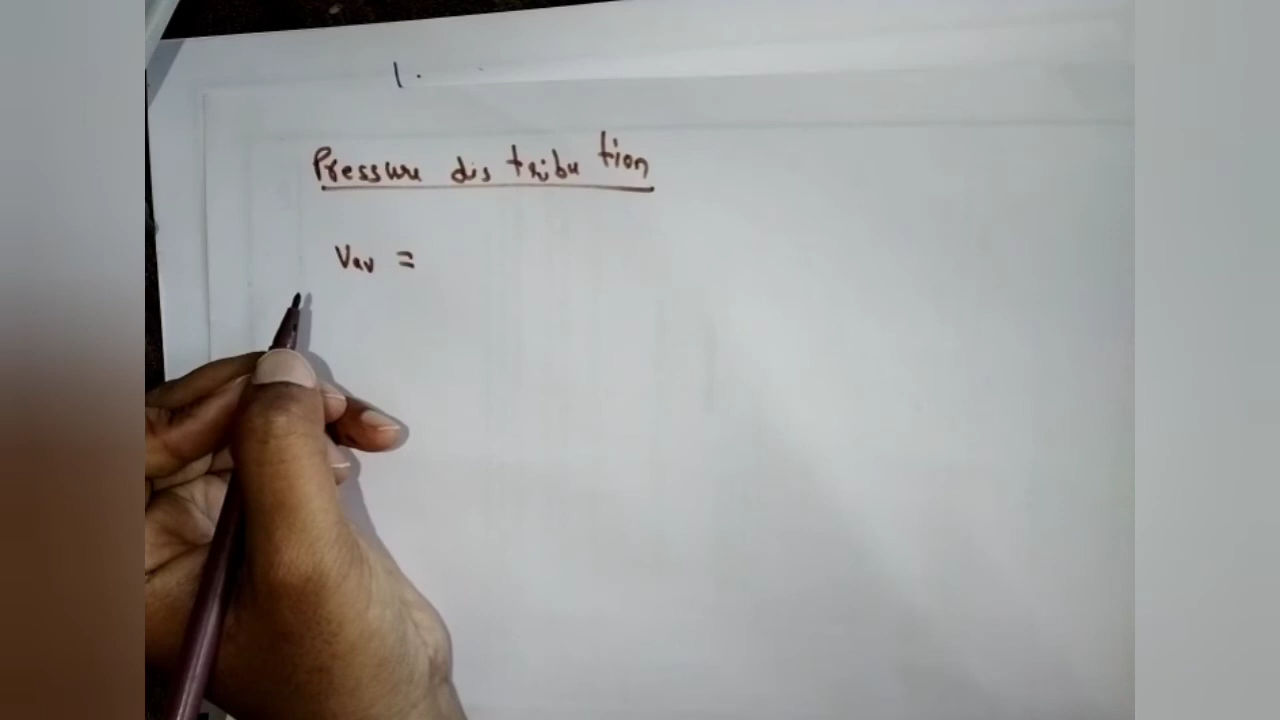 1.
Pressure distribution
Vav =